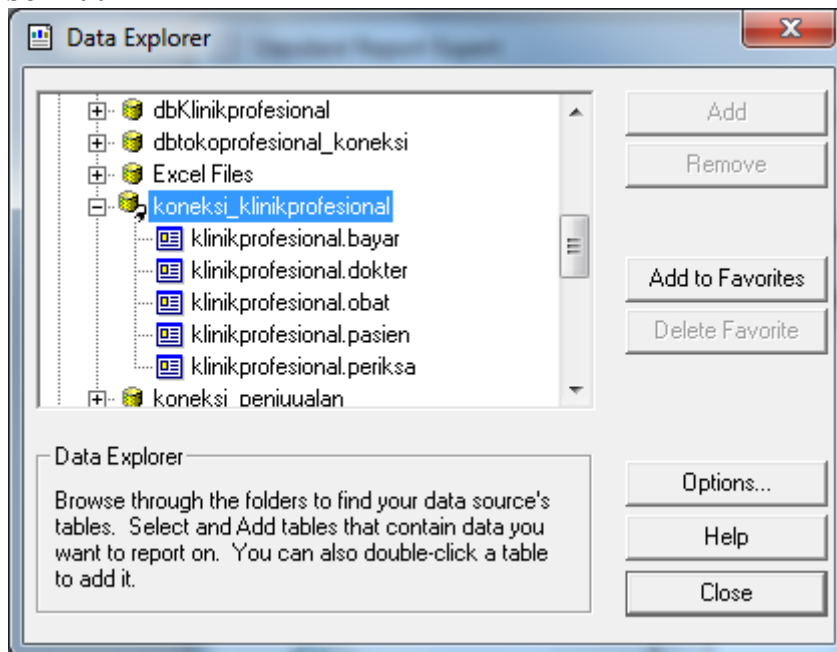 Data Explorer
dbKlinikprofesional
dbtokoprofesional_koneksi
Excel Files
koneksi_klinikprofesional
klinikprofesional.bayar
klinikprofesional.dokter
klinikprofesional.obat
klinikprofesional.pasien
klinikprofesional.periksa
Add
Remove
Add to Favorites
Delete Favorite
Data Explorer
Browse through the folders to find your data source's
tables. Select and Add tables that contain data you
want to report on. You can also double-click a table
to add it.
Options...
Help
Close